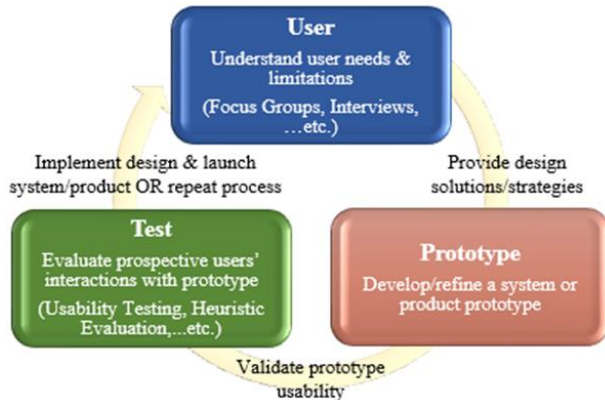 User
Understand user needs &
limitations
(Focus Groups, Interviews,
…etc.)
Provide design
solutions/strategies
Prototype
Develop/refine a system or
product prototype
Validate prototype
usability
Test
Evaluate prospective users’
interactions with prototype
(Usability Testing, Heuristic
Evaluation,...etc.)
Implement design & launch
system/product OR repeat process